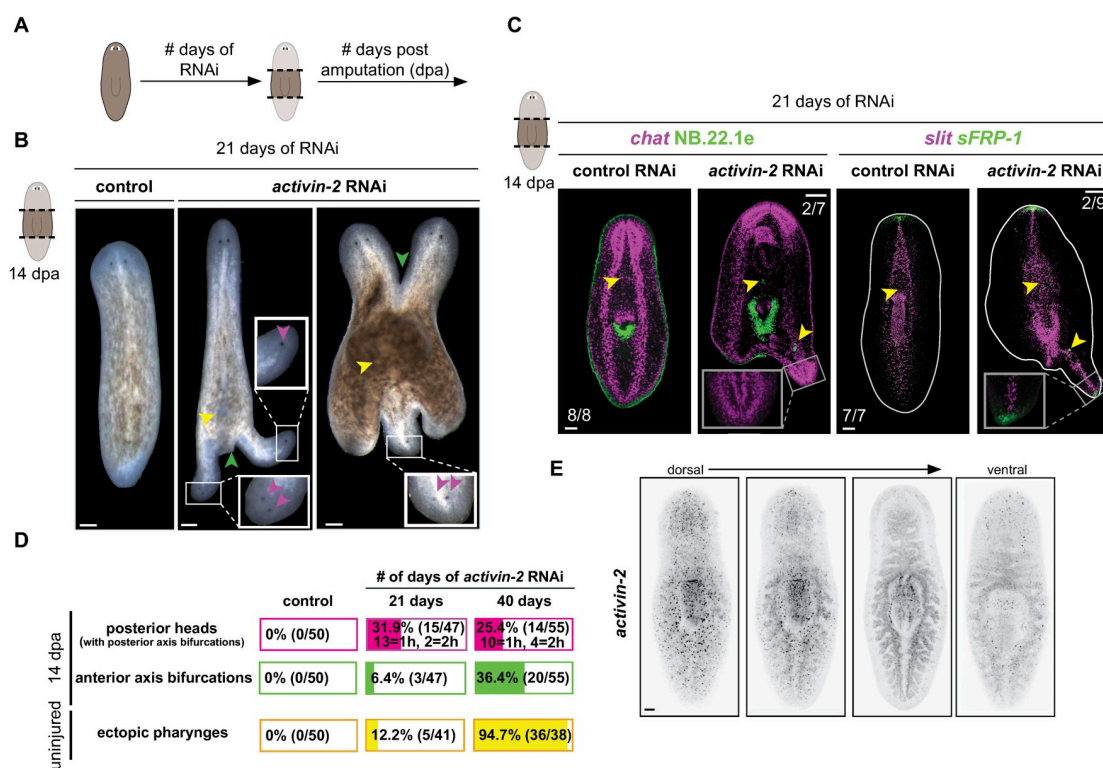 A
# days of
RNAi
# days post
amputation (dpa)
B
21 days of RNAi
control
activin-2 RNAi
14 dpa
C
21 days of RNAi
chat NB.22.1e
slit sFRP-1
control RNAi
activin-2 RNAi
control RNAi
activin-2 RNAi
14 dpa
2/7
2/9
8/8
7/7
D
# of days of activin-2 RNAi
control
21 days
40 days
14 dpa
posterior heads
(with posterior axis bifurcations)
0% (0/50)
31.9% (15/47)
13=1h, 2=2h
25.4% (14/55)
10=1h, 4=2h
anterior axis bifurcations
0% (0/50)
6.4% (3/47)
36.4% (20/55)
uninjured
ectopic pharynges
0% (0/50)
12.2% (5/41)
94.7% (36/38)
E
dorsal
ventral
activin-2